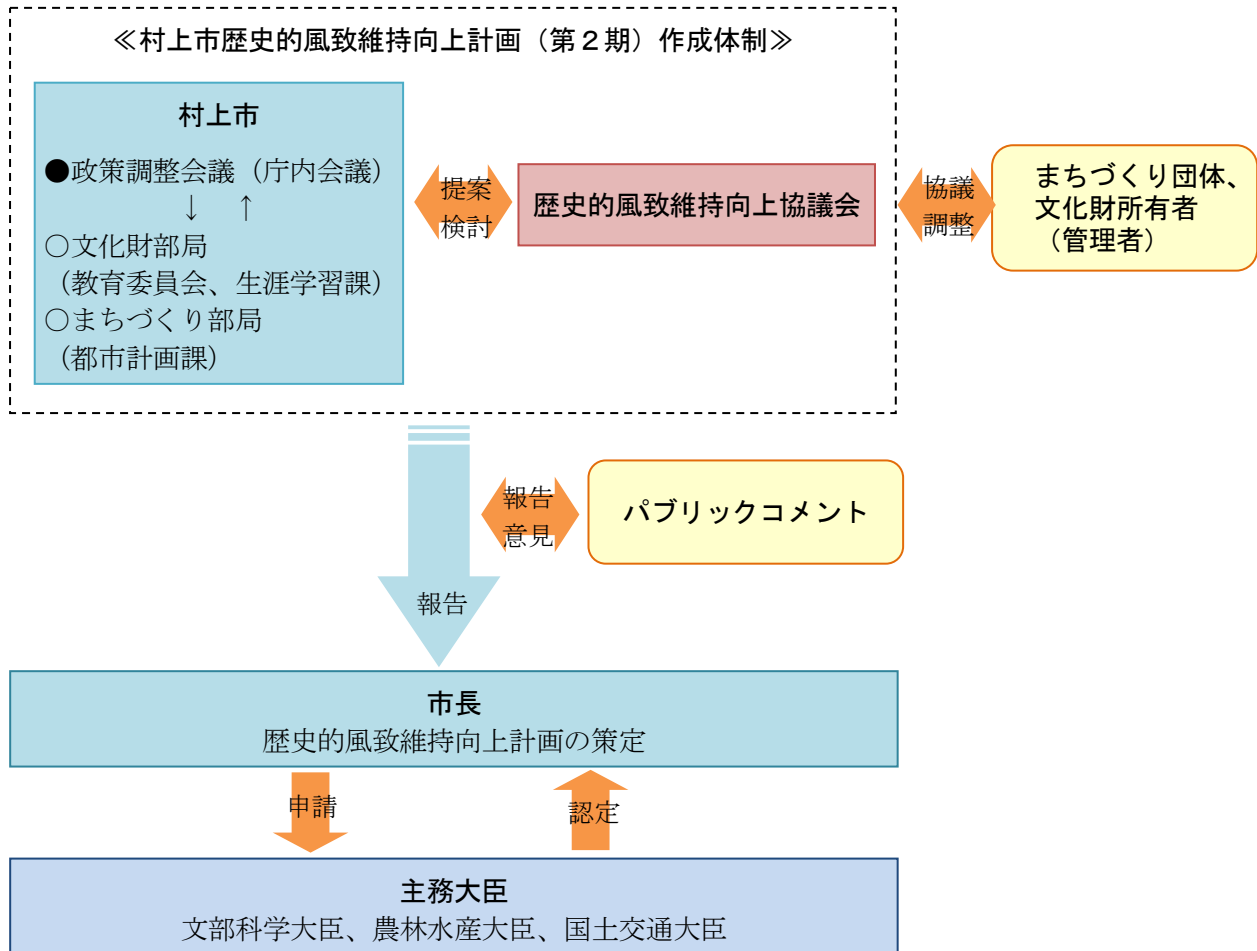 ≪村上市歴史的風致維持向上計画（第２期）作成体制≫
村上市
●政策調整会議（庁内会議）
↓　↑
○文化財部局
（教育委員会、生涯学習課）
○まちづくり部局
（都市計画課）
提案
検討
歴史的風致維持向上協議会
協議
調整
まちづくり団体、
文化財所有者
（管理者）
報告
意見
パブリックコメント
報告
市長
歴史的風致維持向上計画の策定
申請
認定
主務大臣
文部科学大臣、農林水産大臣、国土交通大臣